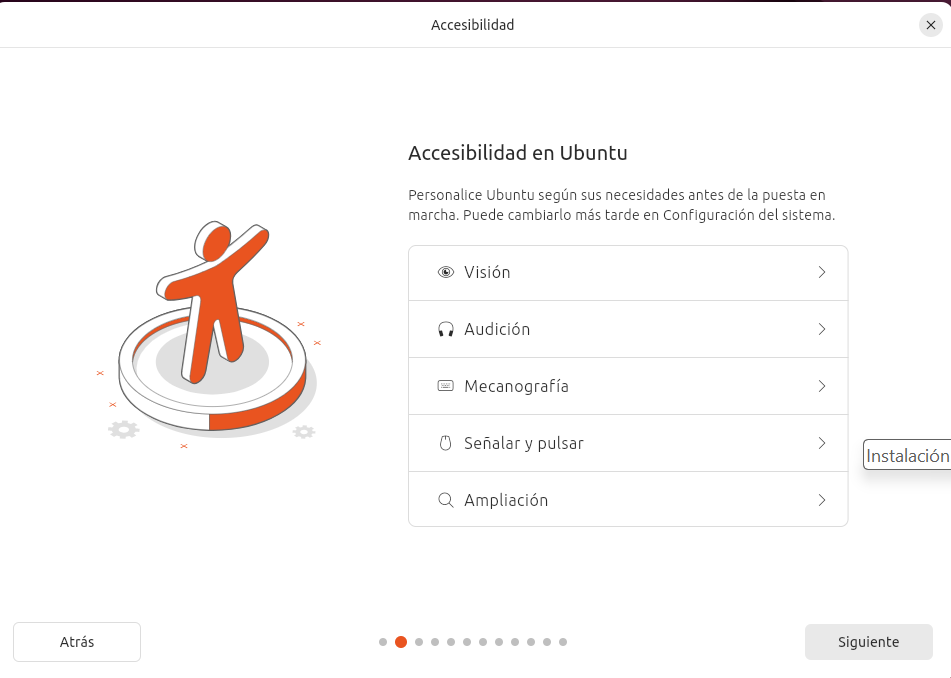 Accesibilidad
Accesibilidad en Ubuntu
Personalice Ubuntu según sus necesidades antes de la puesta en
marcha. Puede cambiarlo más tarde en Configuración del sistema.
Visión
Audición
Mecanografía
Señalar y pulsar
Instalación
Ampliación
Atrás
Siguiente